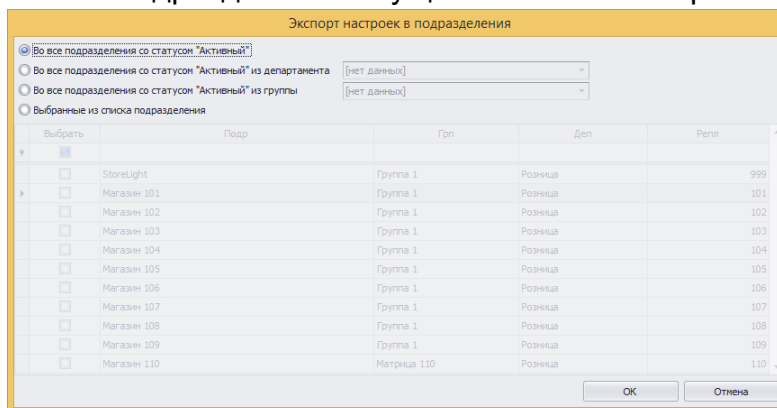 Экспорт настроек в подразделения
Во все подразделения со статусом "Активный"
Во все подразделения со статусом "Активный" из департамента [нет данных]
Во все подразделения со статусом "Активный" из группы [нет данных]
Выбранные из списка подразделения
Выбрать Подр Грп Деп Репл
StoreLight Группа 1 Розница 999
Магазин 101 Группа 1 Розница 101
Магазин 102 Группа 1 Розница 102
Магазин 103 Группа 1 Розница 103
Магазин 104 Группа 1 Розница 104
Магазин 105 Группа 1 Розница 105
Магазин 106 Группа 1 Розница 106
Магазин 107 Группа 1 Розница 107
Магазин 108 Группа 1 Розница 108
Магазин 109 Группа 1 Розница 109
Магазин 110 Матрица 110 Розница 110
OK Отмена